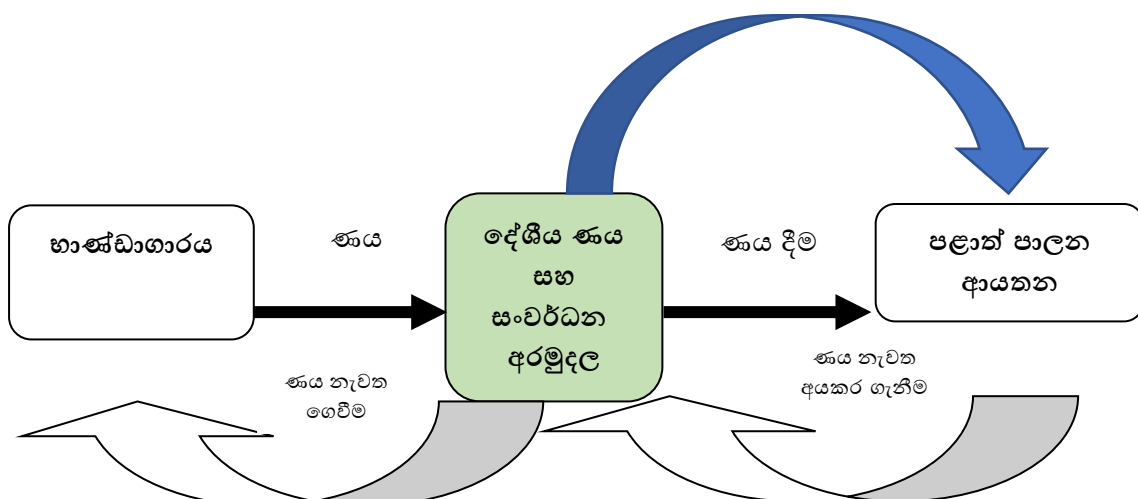 භාණ්ඩාගාරය
ණය
දේශීය ණය
සහ
සංවර්ධන
අරමුදල
ණය දීම
පළාත් පාලන
ආයතන
ණය නැවත
ගෙවීම
ණය නැවත
අයකර ගැනීම